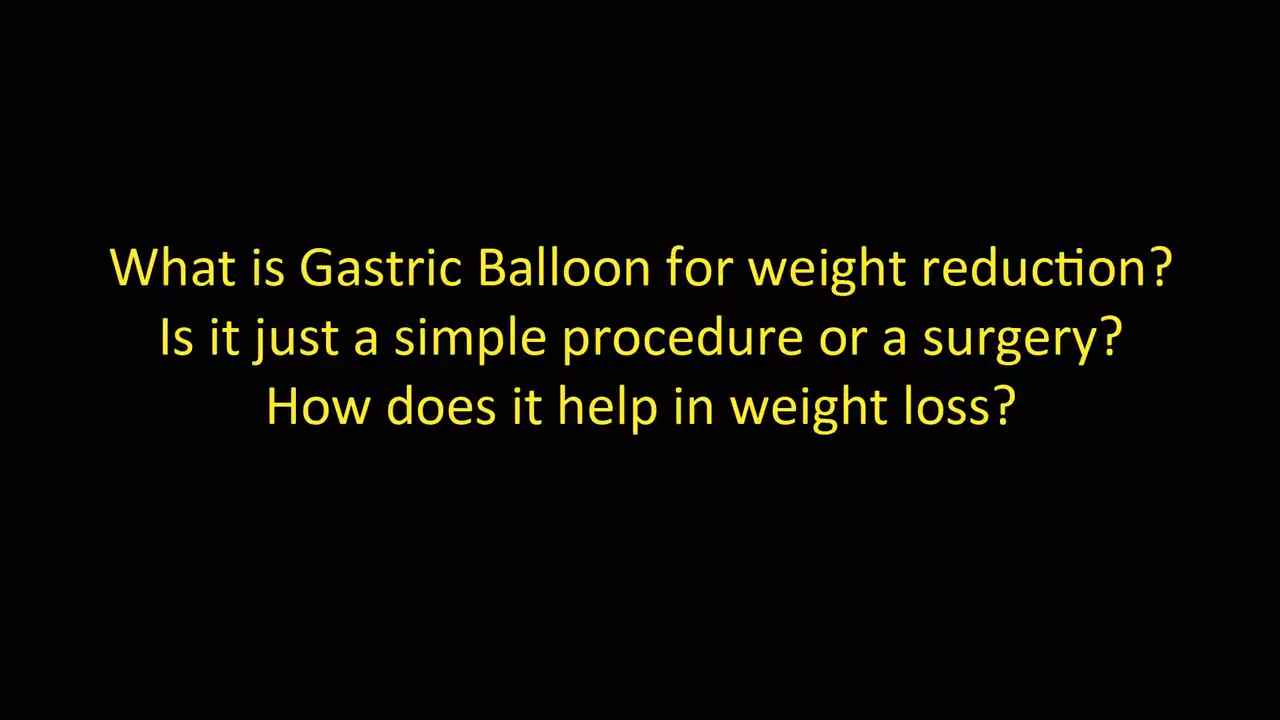 What is Gastric Balloon for weight reduction?
Is it just a simple procedure or a surgery?
How does it help in weight loss?